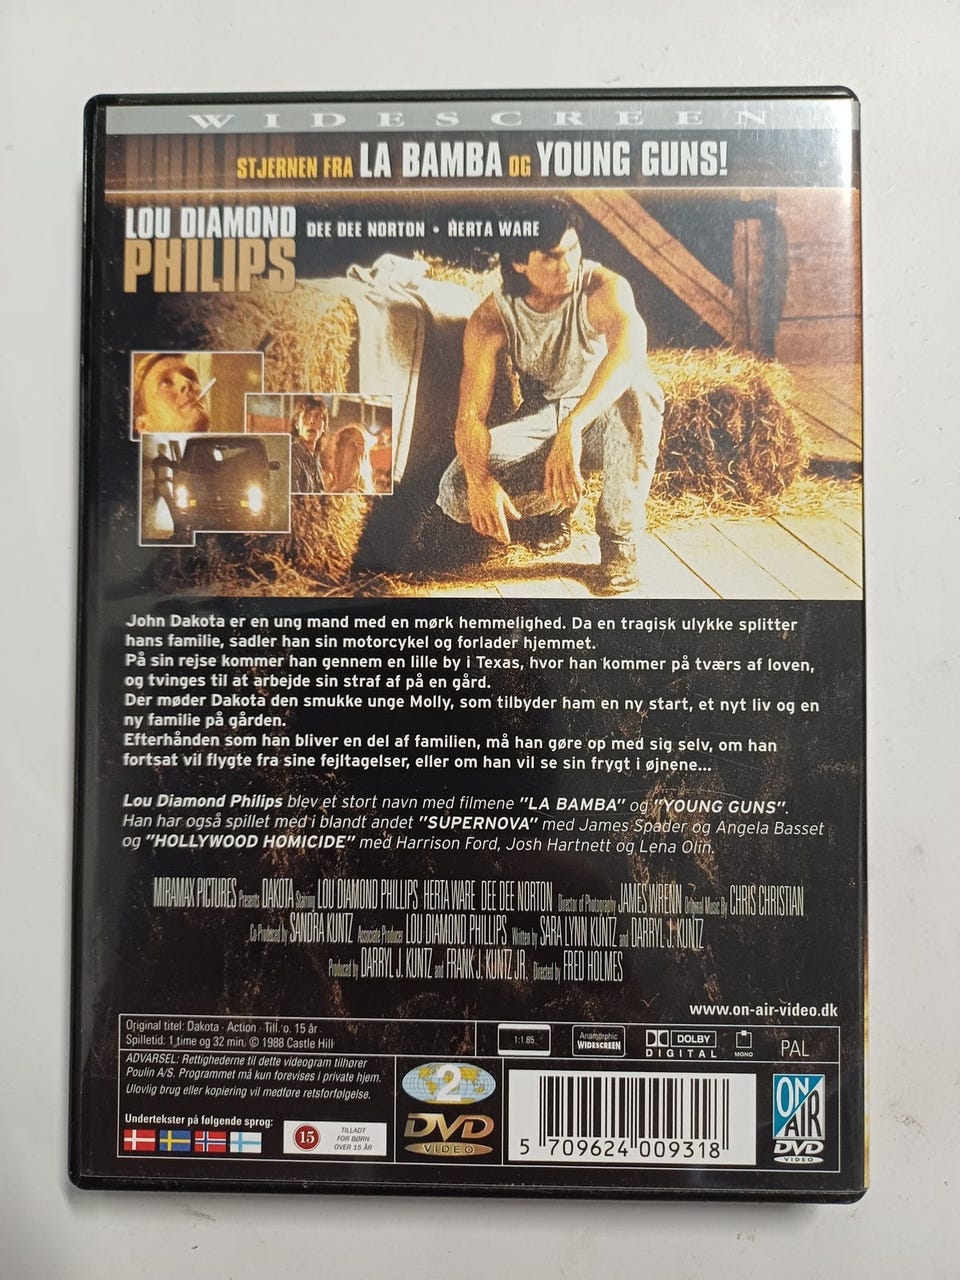 WIDESCREEN
STJERNEN FRA LA BAMBA OG YOUNG GUNS!
LOU DIAMOND PHILIPS DEE DEE NORTON • HERTA WARE
John Dakota er en ung mand med en mørk hemmelighed. Da en tragisk ulykke splitter
hans familie, sadler han sin motorcykel og forlader hjemmet.
På sin rejse kommer han gennem en lille by i Texas, hvor han kommer på tværs af loven,
og tvinges til at arbejde sin straf af på en gård.
Der møder Dakota den smukke unge Molly, som tilbyder ham en ny start, et nyt liv og en
ny familie på gården.
Efterhånden som han bliver en del af familien, må han gøre op med sig selv, om han
fortsat vil flygte fra sine fejltagelser, eller om han vil se sin frygt i øjnene...
Lou Diamond Philips blev et stort navn med filmene "LA BAMBA" og "YOUNG GUNS".
Han har også spillet med i blandt andet "SUPERNOVA" med James Spader og Angela Basset
og "HOLLYWOOD HOMICIDE" med Harrison Ford, Josh Hartnett og Lena Olin.
MIRAMAX PICTURES Presents DAKOTA Starring LOU DIAMOND PHILLIPS HERTA WARE DEE DEE NORTON Director of Photography JAMES WRENN Original Music By CHRIS CHRISTIAN
Co-Produced by SANDRA KUNTZ Associate Producer LOU DIAMOND PHILLIPS Written by SARA LYNN KUNTZ and DARRYL J. KUNTZ
Produced by DARRYL J. KUNTZ and FRANK J. KUNTZ JR. Directed by FRED HOLMES
www.on-air-video.dk
Original titel: Dakota · Action · Till. o. 15 år
Spilletid: 1 time og 32 min. © 1988 Castle Hill
1:1.85
Anamorphic
WIDESCREEN
DOLBY
DIGITAL
MONO
PAL
ADVARSEL: Rettighederne til dette videogram tilhører
Poulin A/S. Programmet må kun forevises i private hjem.
Ulovlig brug eller kopiering vil medføre retsforfølgelse.
Undertekster på følgende sprog:
15
TILLADT
FOR BØRN
OVER 15 ÅR
2
DVD
VIDEO
5 709624 009318
ON
AIR
DVD
VIDEO